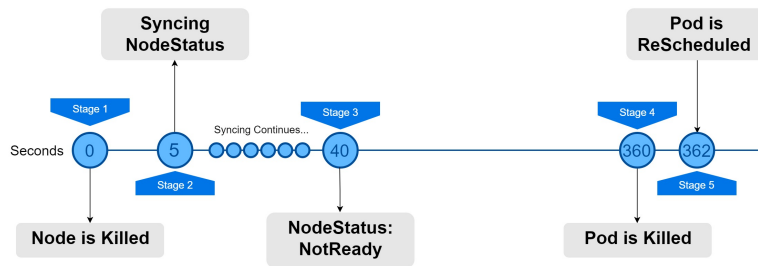 Syncing
NodeStatus
Pod is
ReScheduled
Stage 1
Stage 3
Stage 4
Syncing Continues...
Seconds
0
5
40
360
362
Stage 2
Stage 5
Node is Killed
NodeStatus:
NotReady
Pod is Killed